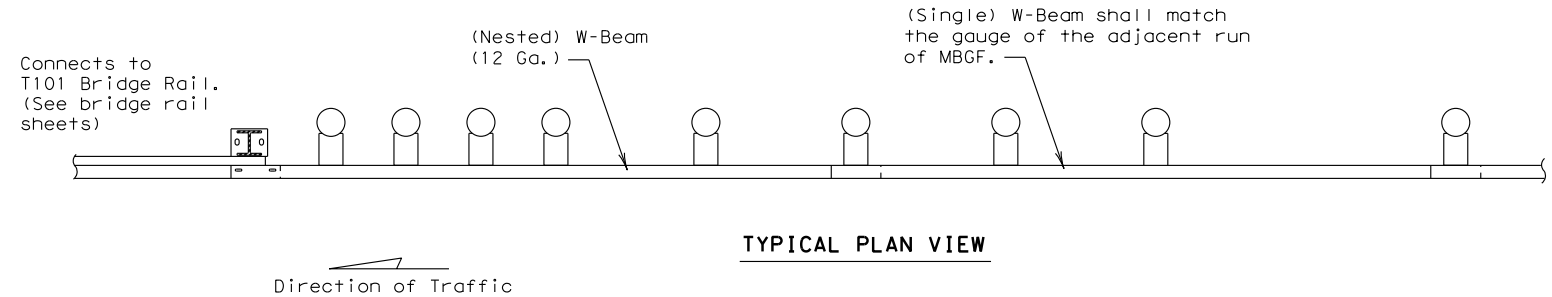 Connects to
T101 Bridge Rail.
(See bridge rail
sheets)
(Nested) W-Beam
(12 Ga.)
(Single) W-Beam shall match
the gauge of the adjacent run
of MBGF.
TYPICAL PLAN VIEW
Direction of Traffic